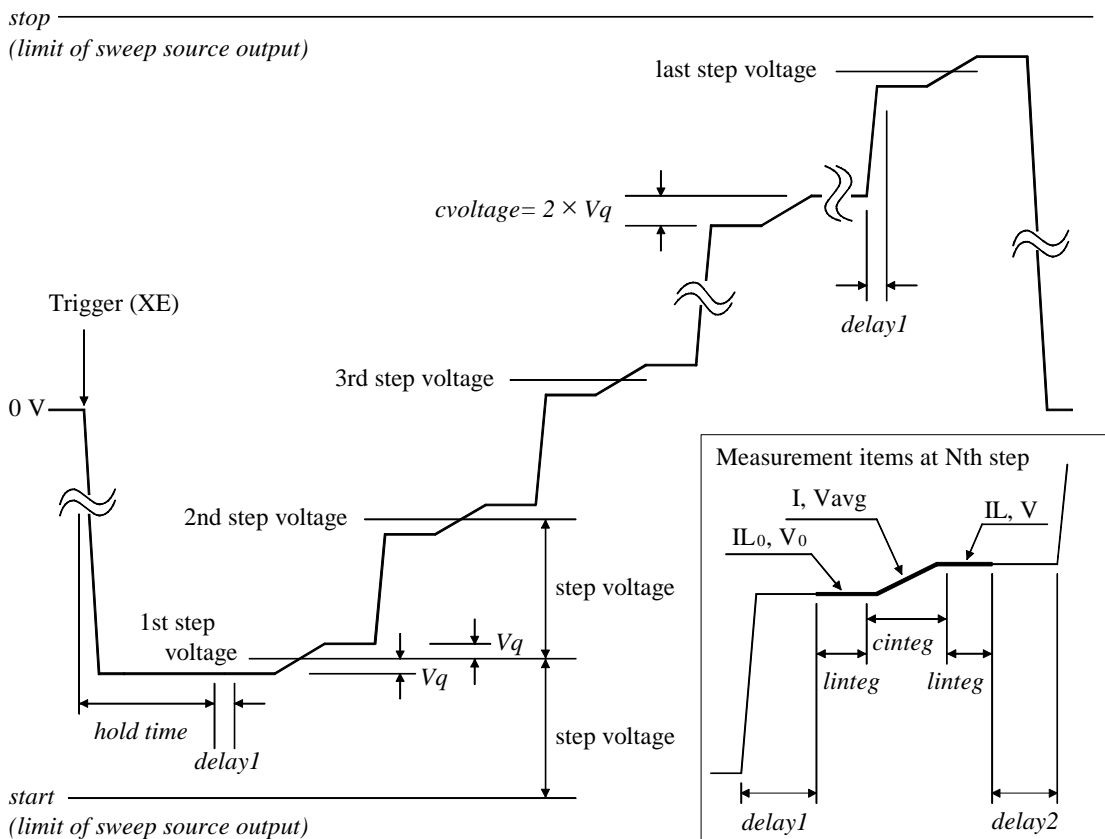 stop
(limit of sweep source output)
last step voltage
cvoltage= 2 × Vq
delay1
Trigger (XE)
3rd step voltage
0 V
Measurement items at Nth step
I, Vavg
IL, V
IL0, V0
2nd step voltage
step voltage
1st step
voltage
Vq
Vq
cinteg
linteg
linteg
hold time
step voltage
delay1
start
(limit of sweep source output)
delay1
delay2